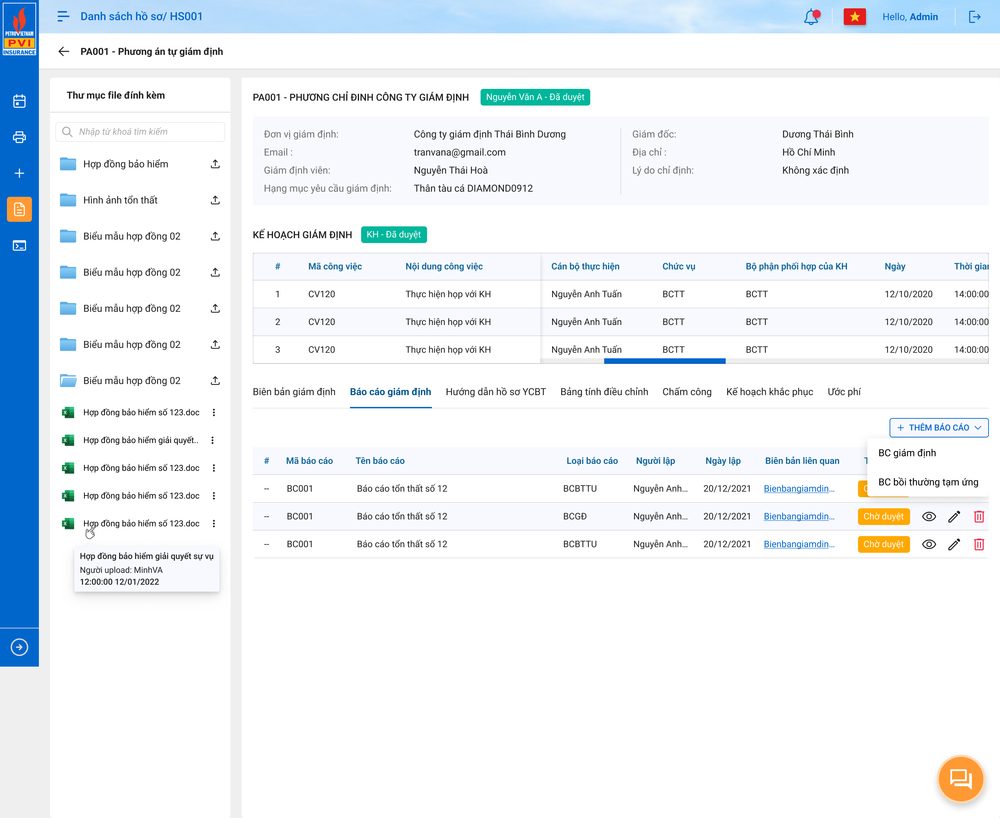 PETROVIETNAM
PVI
INSURANCE
Danh sách hồ sơ/ HS001
Hello, Admin
PA001 - Phương án tự giám định
Thư mục file đính kèm
Nhập từ khoá tìm kiếm
Hợp đồng bảo hiểm
Hình ảnh tổn thất
Biểu mẫu hợp đồng 02
Biểu mẫu hợp đồng 02
Biểu mẫu hợp đồng 02
Biểu mẫu hợp đồng 02
Biểu mẫu hợp đồng 02
Hợp đồng bảo hiểm số 123.doc
Hợp đồng bảo hiểm giải quyết..
Hợp đồng bảo hiểm số 123.doc
Hợp đồng bảo hiểm số 123.doc
Hợp đồng bảo hiểm số 123.doc
Hợp đồng bảo hiểm giải quyết sự vụ
Người upload: MinhVA
12:00:00 12/01/2022
PA001 - PHƯƠNG CHỈ ĐINH CÔNG TY GIÁM ĐỊNH Nguyễn Văn A - Đã duyệt
Đơn vị giám định: Công ty giám định Thái Bình Dương Giám đốc: Dương Thái Bình
Email : tranvana@gmail.com Địa chỉ : Hồ Chí Minh
Giám định viên: Nguyễn Thái Hoà Lý do chỉ định: Không xác định
Hạng mục yêu cầu giám định: Thân tàu cá DIAMOND0912
KẾ HOẠCH GIÁM ĐỊNH KH - Đã duyệt
# Mã công việc Nội dung công việc Cán bộ thực hiện Chức vụ Bộ phận phối hợp của KH Ngày Thời gian
1 CV120 Thực hiện họp với KH Nguyễn Anh Tuấn BCTT BCTT 12/10/2020 14:00:00
2 CV120 Thực hiện họp với KH Nguyễn Anh Tuấn BCTT BCTT 12/10/2020 14:00:00
3 CV120 Thực hiện họp với KH Nguyễn Anh Tuấn BCTT BCTT 12/10/2020 14:00:00
Biên bản giám định Báo cáo giám định Hướng dẫn hồ sơ YCBT Bảng tính điều chỉnh Chấm công Kế hoạch khắc phục Ước phí
+ THÊM BÁO CÁO
BC giám định
BC bồi thường tạm ứng
# Mã báo cáo Tên báo cáo Loại báo cáo Người lập Ngày lập Biên bản liên quan
-- BC001 Báo cáo tổn thất số 12 BCBTTU Nguyễn Anh... 20/12/2021 Bienbangiamdin...
-- BC001 Báo cáo tổn thất số 12 BCGĐ Nguyễn Anh... 20/12/2021 Bienbangiamdin... Chờ duyệt
-- BC001 Báo cáo tổn thất số 12 BCBTTU Nguyễn Anh... 20/12/2021 Bienbangiamdin... Chờ duyệt